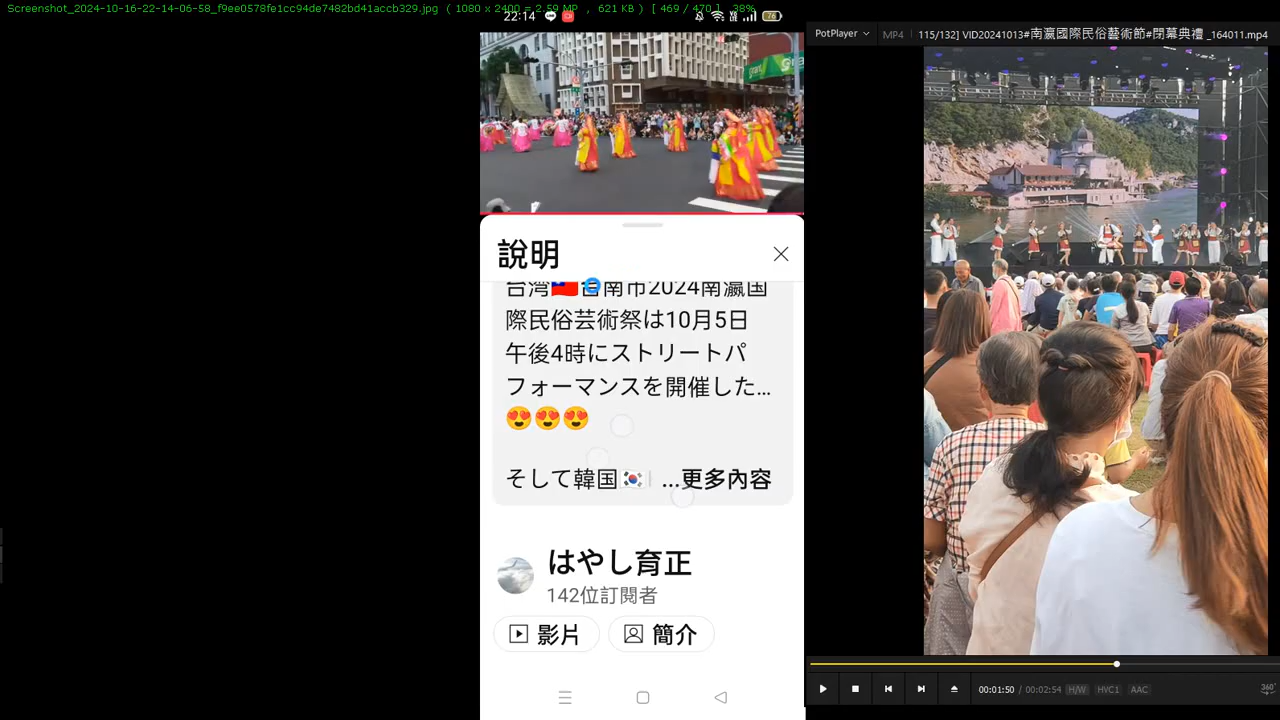 Screenshot_2024-10-16-22-14-06-58_f9ee0578fe1cc94de7482bd41accb329.jpg ( 1080 x 2400 = 2.59 MP , 621 KB ) [ 469 / 470 ] 38%
22:14
76
說明
台湾🇹🇼台南市2024南瀛国
際民俗芸術祭は10月5日
午後4時にストリートパ
フォーマンスを開催した…
😍😍😍
そして韓国🇰🇷 ...更多內容
はやし育正
142位訂閱者
影片
簡介
PotPlayer
MP4
115/132] VID20241013#南瀛國際民俗藝術節#閉幕典禮 _164011.mp4
00:01:50 / 00:02:54 H/W HVC1 AAC
360°